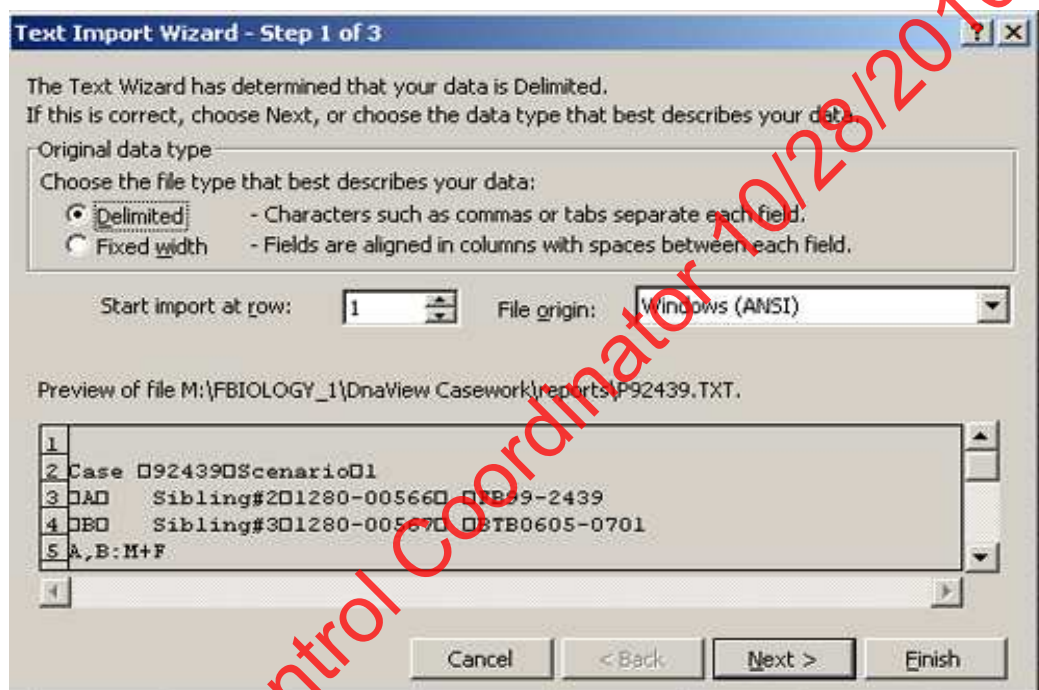 Text Import Wizard - Step 1 of 3
The Text Wizard has determined that your data is Delimited.
If this is correct, choose Next, or choose the data type that best describes your data.
Original data type
Choose the file type that best describes your data:
Delimited - Characters such as commas or tabs separate each field.
Fixed width - Fields are aligned in columns with spaces between each field.
Start import at row: 1 File origin: Windows (ANSI)
Preview of file M:\FBIOLOGY_1\DnaView Casework\reports\P92439.TXT.
1
2 Case □92439□Scenario□1
3 □A□ Sibling#2□1280-00566□ □FB99-2439
4 □B□ Sibling#3□1280-00567□ □BTB0605-0701
5 A,B:M+F
Cancel < Back Next > Finish
Coordinator 10/28/201